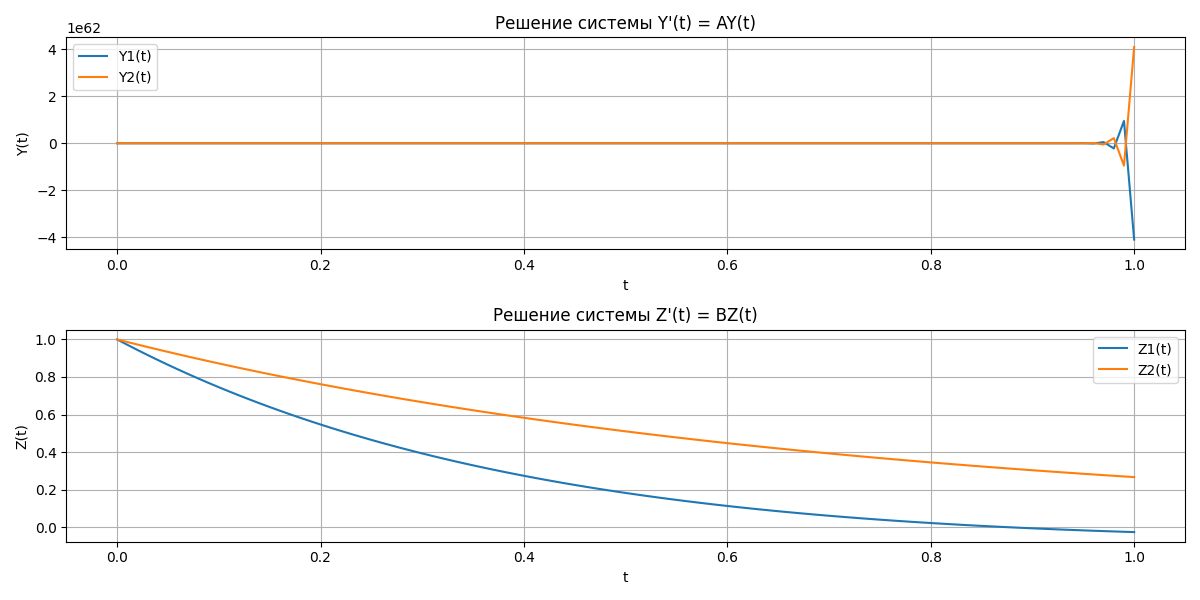 Решение системы Y'(t) = AY(t)
1e62
Y1(t)
Y2(t)
4
2
0
−2
−4
Y(t)
0.0 0.2 0.4 0.6 0.8 1.0
t
Решение системы Z'(t) = BZ(t)
Z1(t)
Z2(t)
1.0
0.8
0.6
0.4
0.2
0.0
Z(t)
0.0 0.2 0.4 0.6 0.8 1.0
t